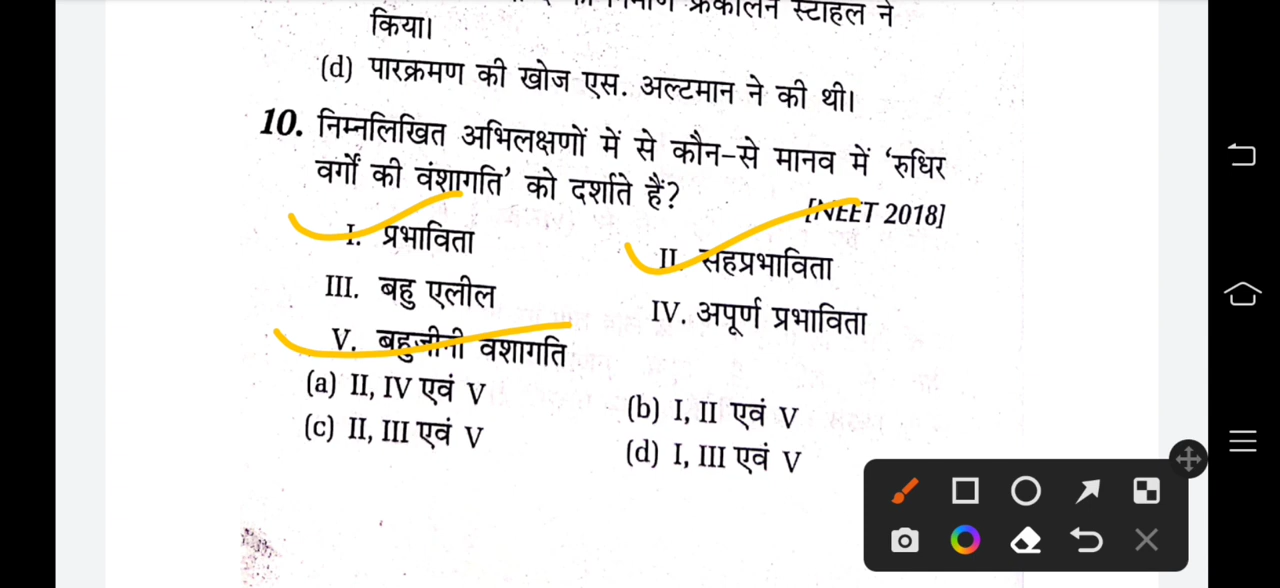 निर्माण फ्रेंकलिन स्टाहल ने
किया।
(d) पारक्रमण की खोज एस. अल्टमान ने की थी।
10. निम्नलिखित अभिलक्षणों में से कौन-से मानव में ‘रुधिर
वर्गों की वंशागति’ को दर्शाते हैं?
[NEET 2018]
I. प्रभाविता
II. सहप्रभाविता
III. बहु एलील
IV. अपूर्ण प्रभाविता
V. बहुजीनी वंशागति
(a) II, IV एवं V
(b) I, II एवं V
(c) II, III एवं V
(d) I, III एवं V